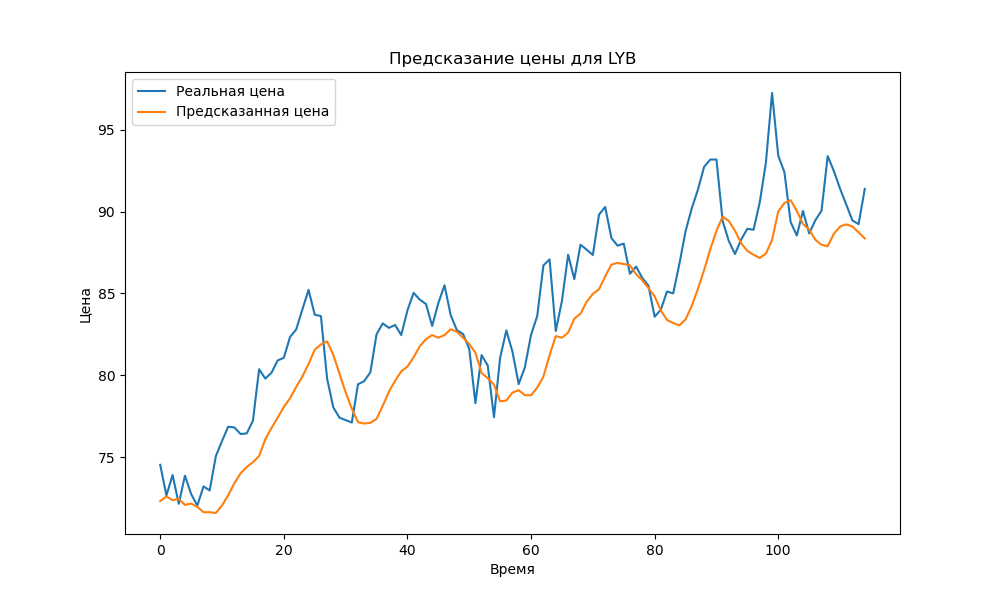 Предсказание цены для LYB
Реальная цена
Предсказанная цена
Цена
95
90
85
80
75
0 20 40 60 80 100
Время